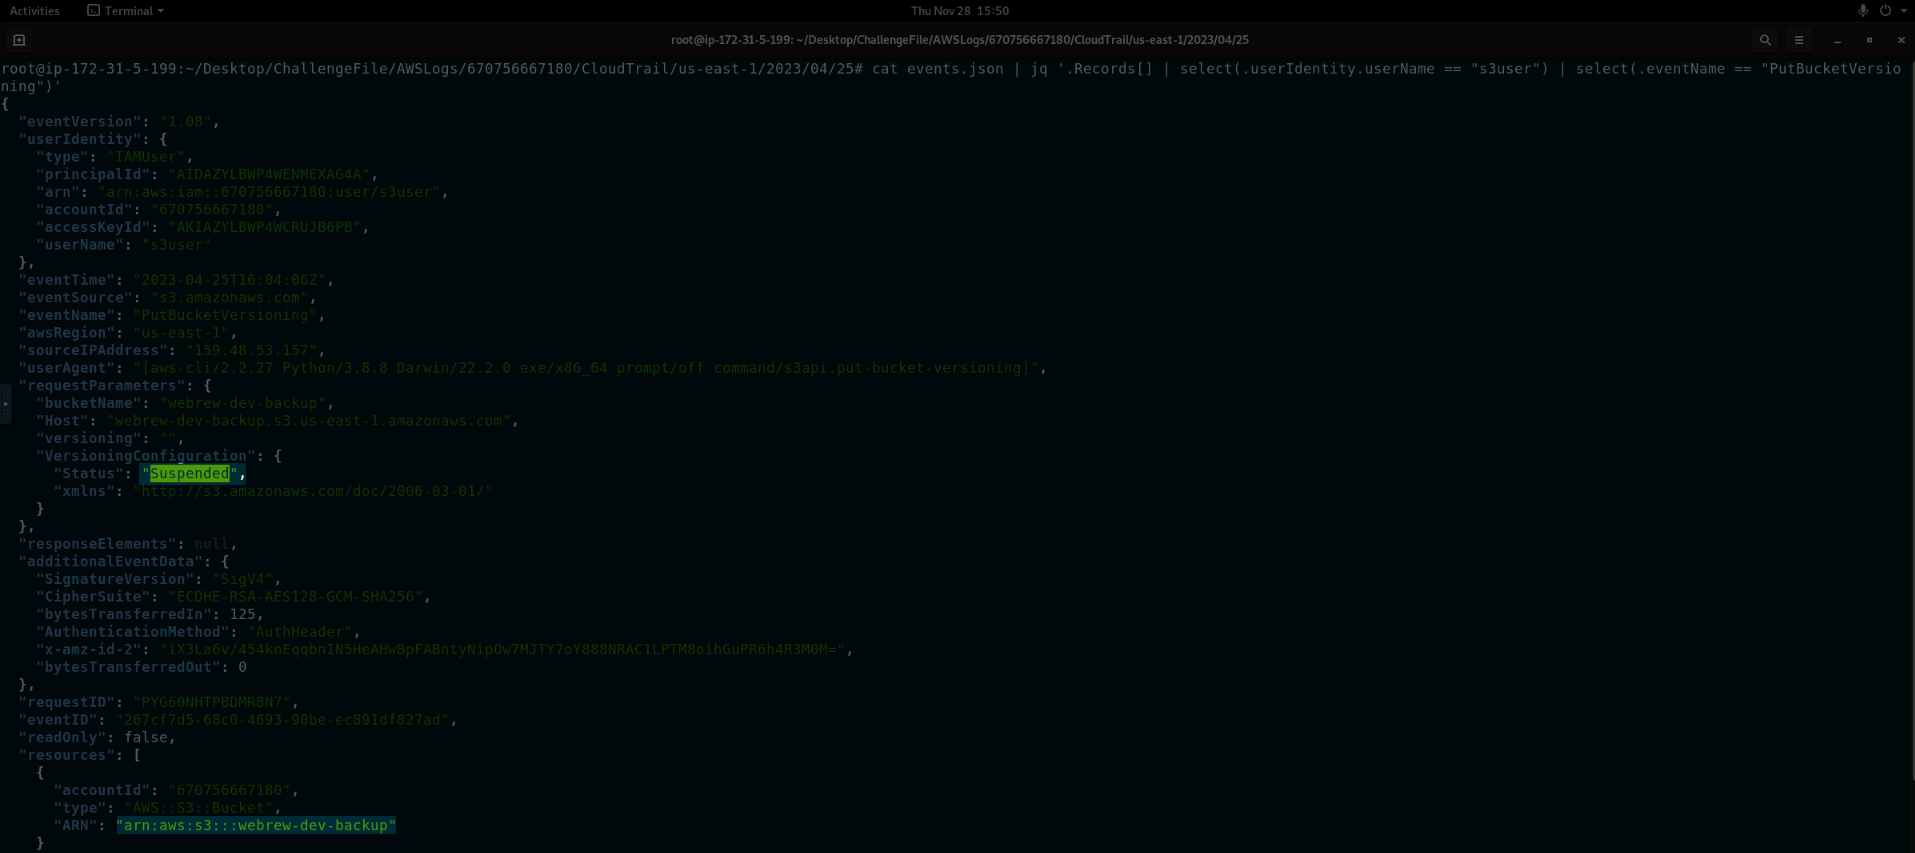 Activities Terminal Thu Nov 28 15:50
root@ip-172-31-5-199: ~/Desktop/ChallengeFile/AWSLogs/670756667180/CloudTrail/us-east-1/2023/04/25
root@ip-172-31-5-199:~/Desktop/ChallengeFile/AWSLogs/670756667180/CloudTrail/us-east-1/2023/04/25# cat events.json | jq '.Records[] | select(.userIdentity.userName == "s3user") | select(.eventName == "PutBucketVersio
ning")'
{
"eventVersion": "1.08",
"userIdentity": {
"type": "IAMUser",
"principalId": "AIDAZYLBWP4WENMEXAG4A",
"arn": "arn:aws:iam::670756667180:user/s3user",
"accountId": "670756667180",
"accessKeyId": "AKIAZYLBWP4WCRUJB6PB",
"userName": "s3user"
},
"eventTime": "2023-04-25T16:04:06Z",
"eventSource": "s3.amazonaws.com",
"eventName": "PutBucketVersioning",
"awsRegion": "us-east-1",
"sourceIPAddress": "159.48.53.157",
"userAgent": "[aws-cli/2.2.27 Python/3.8.8 Darwin/22.2.0 exe/x86_64 prompt/off command/s3api.put-bucket-versioning]",
"requestParameters": {
"bucketName": "webrew-dev-backup",
"Host": "webrew-dev-backup.s3.us-east-1.amazonaws.com",
"versioning": "",
"VersioningConfiguration": {
"Status": "Suspended",
"xmlns": "http://s3.amazonaws.com/doc/2006-03-01/"
}
},
"responseElements": null,
"additionalEventData": {
"SignatureVersion": "SigV4",
"CipherSuite": "ECDHE-RSA-AES128-GCM-SHA256",
"bytesTransferredIn": 125,
"AuthenticationMethod": "AuthHeader",
"x-amz-id-2": "iX3La6v/454knEqqbnIN5HeAHwBpFABntyNipOw7MJTY7oY888NRAC1LPTM8oihGuPR6h4R3M0M=",
"bytesTransferredOut": 0
},
"requestID": "PYG60NHTPBDMR8N7",
"eventID": "267cf7d5-68c0-4693-90be-ec891df827ad",
"readOnly": false,
"resources": [
{
"accountId": "670756667180",
"type": "AWS::S3::Bucket",
"ARN": "arn:aws:s3:::webrew-dev-backup"
}